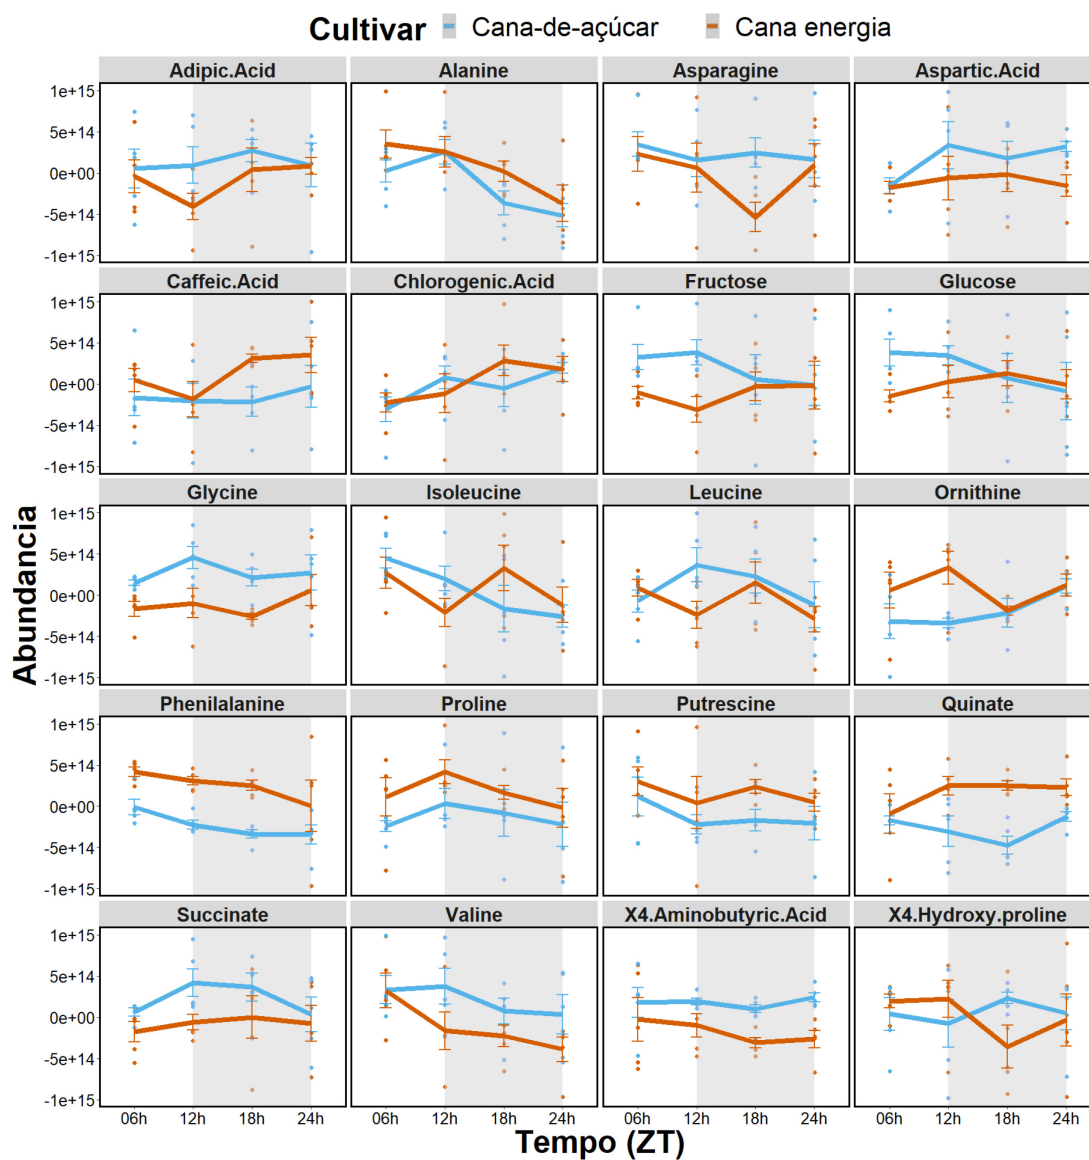 Cultivar Cana-de-açúcar Cana energia
Adipic.Acid Alanine Asparagine Aspartic.Acid
1e+15
5e+14
0e+00
-5e+14
-1e+15
Caffeic.Acid Chlorogenic.Acid Fructose Glucose
1e+15
5e+14
0e+00
-5e+14
-1e+15
Glycine Isoleucine Leucine Ornithine
1e+15
5e+14
0e+00
-5e+14
-1e+15
Phenilalanine Proline Putrescine Quinate
1e+15
5e+14
0e+00
-5e+14
-1e+15
Succinate Valine X4.Aminobutyric.Acid X4.Hydroxy.proline
1e+15
5e+14
0e+00
-5e+14
-1e+15
06h 12h 18h 24h 06h 12h 18h 24h 06h 12h 18h 24h 06h 12h 18h 24h
Tempo (ZT)
Abundancia